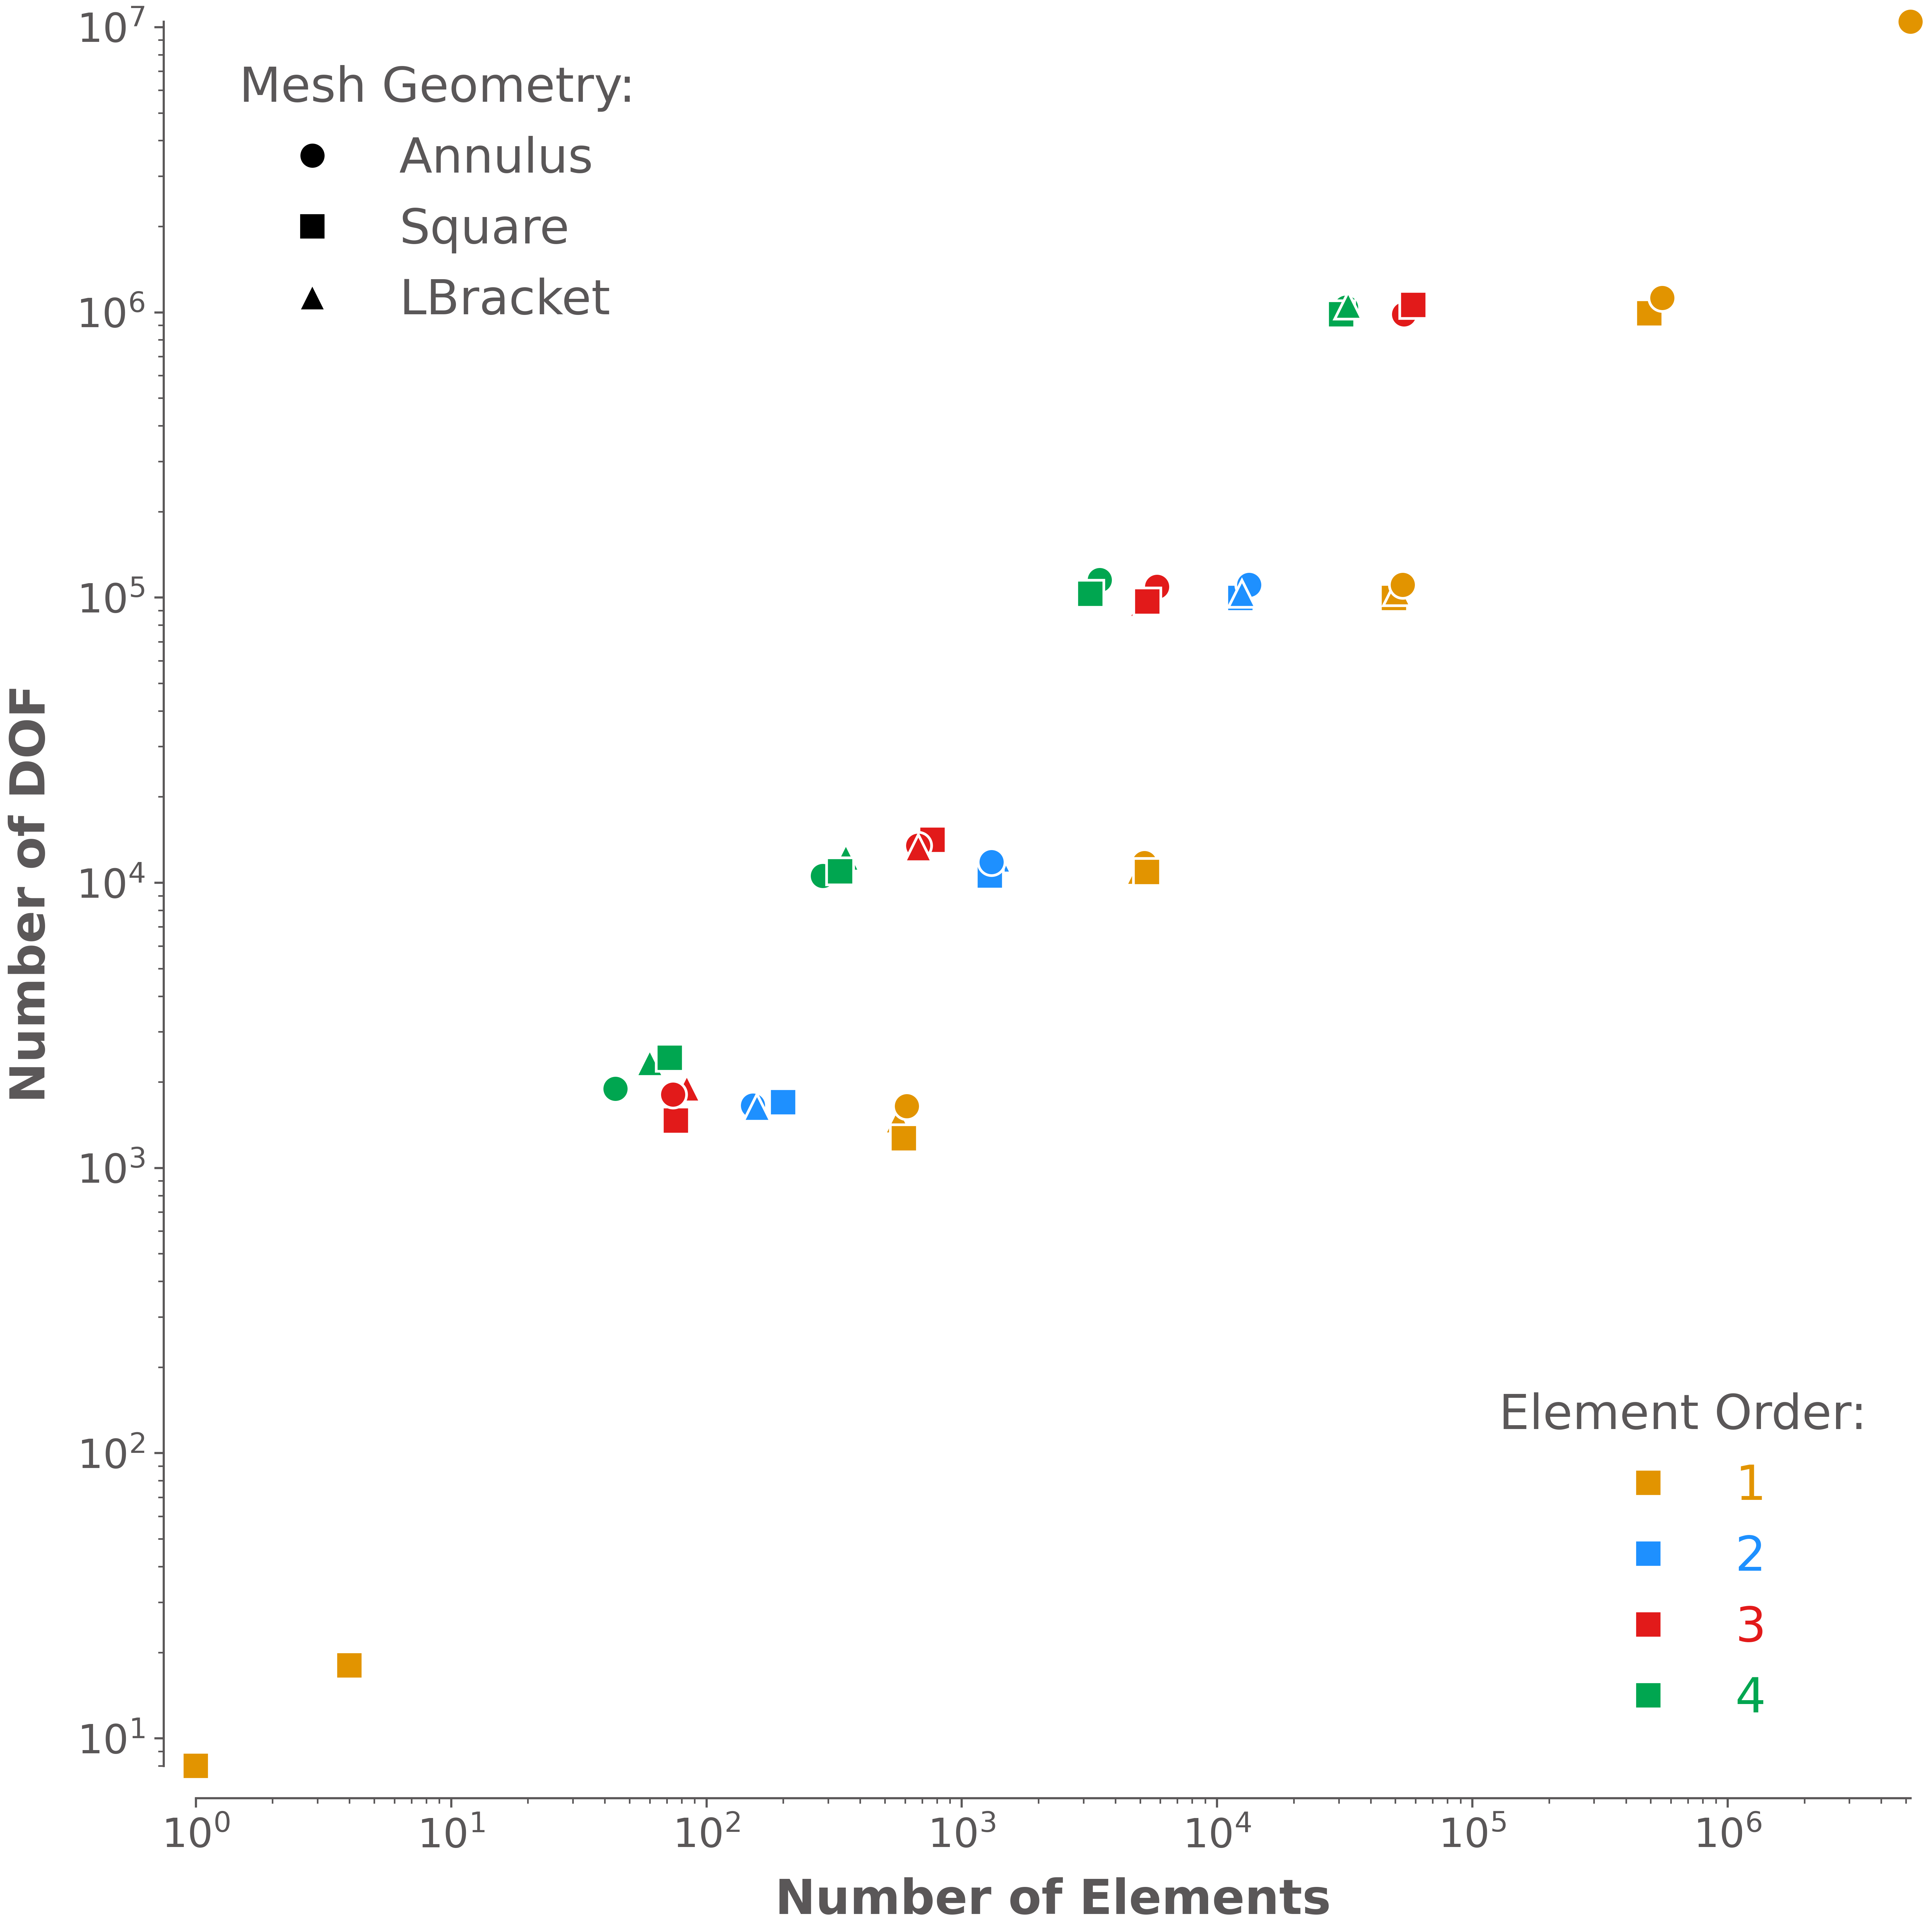 10^7
Mesh Geometry:
Annulus
Square
LBracket
10^6
10^5
10^4
10^3
10^2
10^1
Number of DOF
Element Order:
1
2
3
4
10^0 10^1 10^2 10^3 10^4 10^5 10^6
Number of Elements